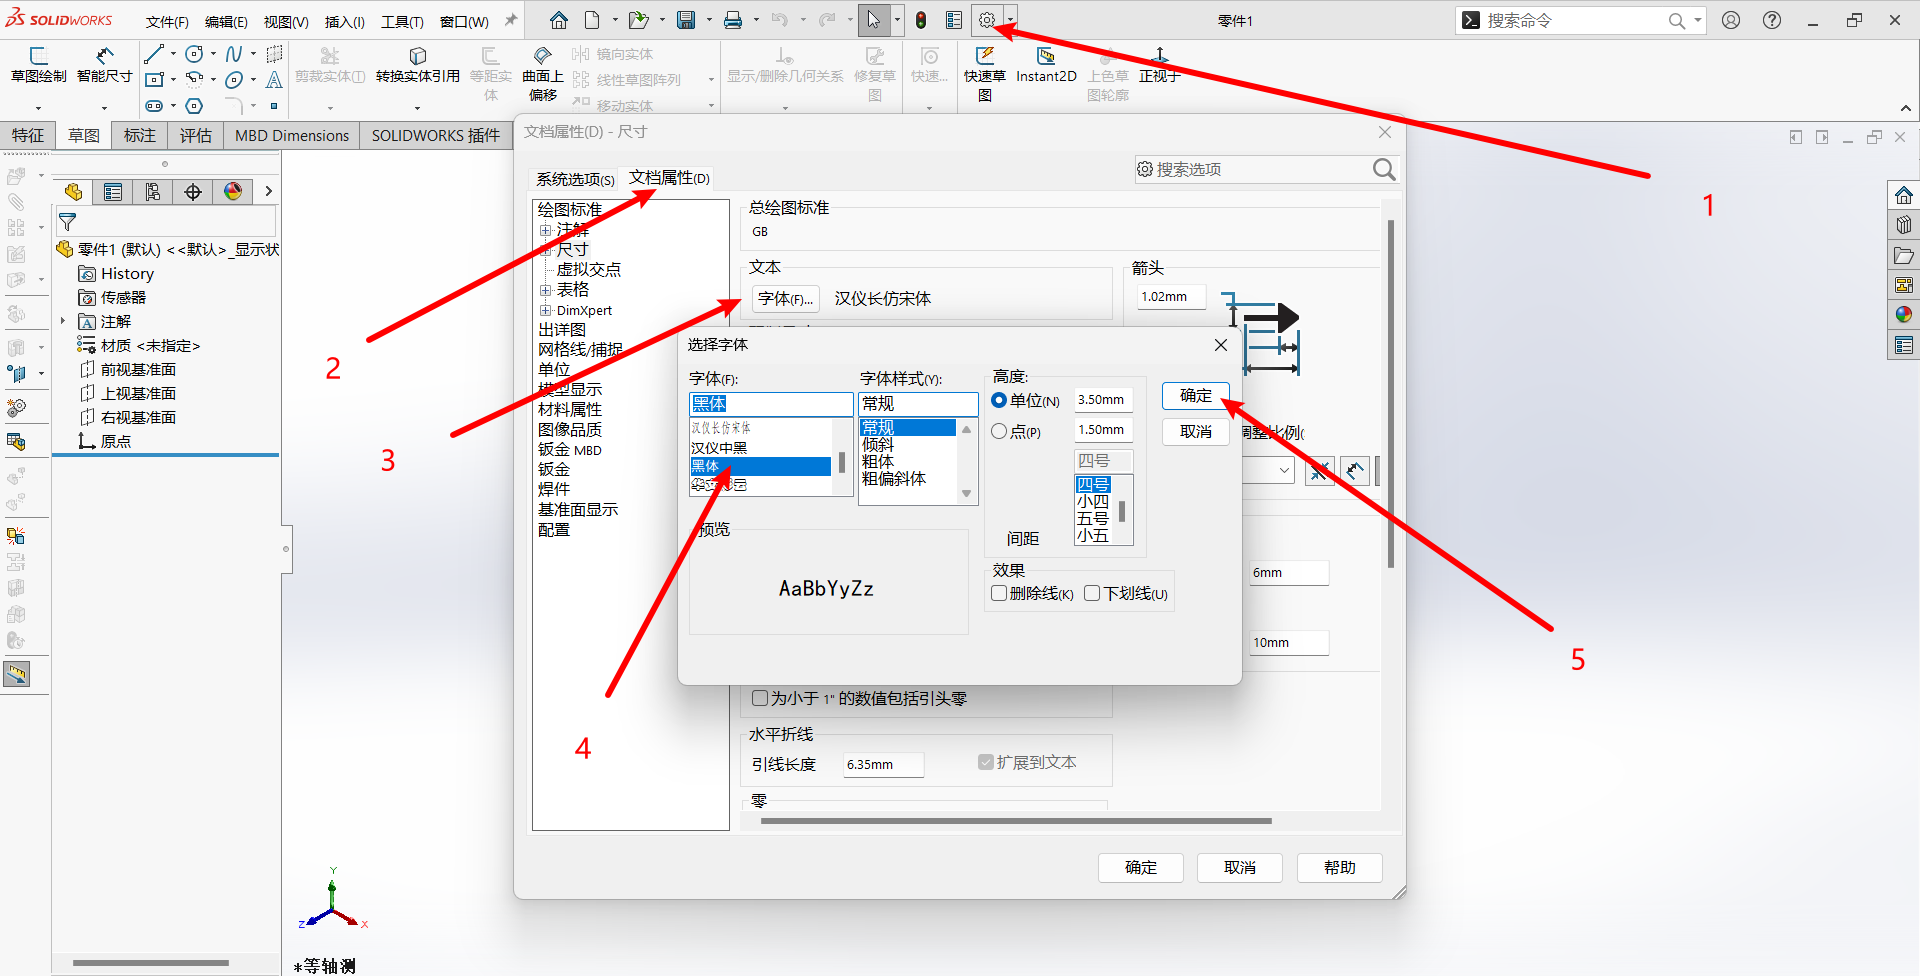 SOLIDWORKS 文件(F) 编辑(E) 视图(V) 插入(I) 工具(T) 窗口(W) 零件1 搜索命令
草图绘制 智能尺寸 剪裁实体(T) 转换实体引用 等距实体 曲面上偏移 镜向实体 线性草图阵列 移动实体 显示/删除几何关系 修复草图 快速... 快速草图 Instant2D 上色草图轮廓 正视于
特征 草图 标注 评估 MBD Dimensions SOLIDWORKS 插件
零件1 (默认) <<默认>_显示状
History
传感器
注解
材质 <未指定>
前视基准面
上视基准面
右视基准面
原点
文档属性(D) - 尺寸
系统选项(S) 文档属性(D) 搜索选项
绘图标准
注解
尺寸
虚拟交点
表格
DimXpert
出详图
网格线/捕捉
单位
模型显示
材料属性
图像品质
钣金 MBD
钣金
焊件
基准面显示
配置
总绘图标准
GB
文本
字体(F)... 汉仪长仿宋体
箭头
1.02mm
调整比例(
6mm
10mm
为小于 1" 的数值包括引头零
水平折线
引线长度 6.35mm 扩展到文本
零
确定 取消 帮助
选择字体
字体(F):
黑体
汉仪长仿宋体
汉仪中黑
黑体
字体样式(Y):
常规
常规
倾斜
粗体
粗偏斜体
高度:
单位(N) 3.50mm
点(P) 1.50mm
四号
四号
小四
五号
小五
间距
确定
取消
预览
AaBbYyZz
效果
删除线(K) 下划线(U)
1
2
3
4
5
Y
Z
X
*等轴测